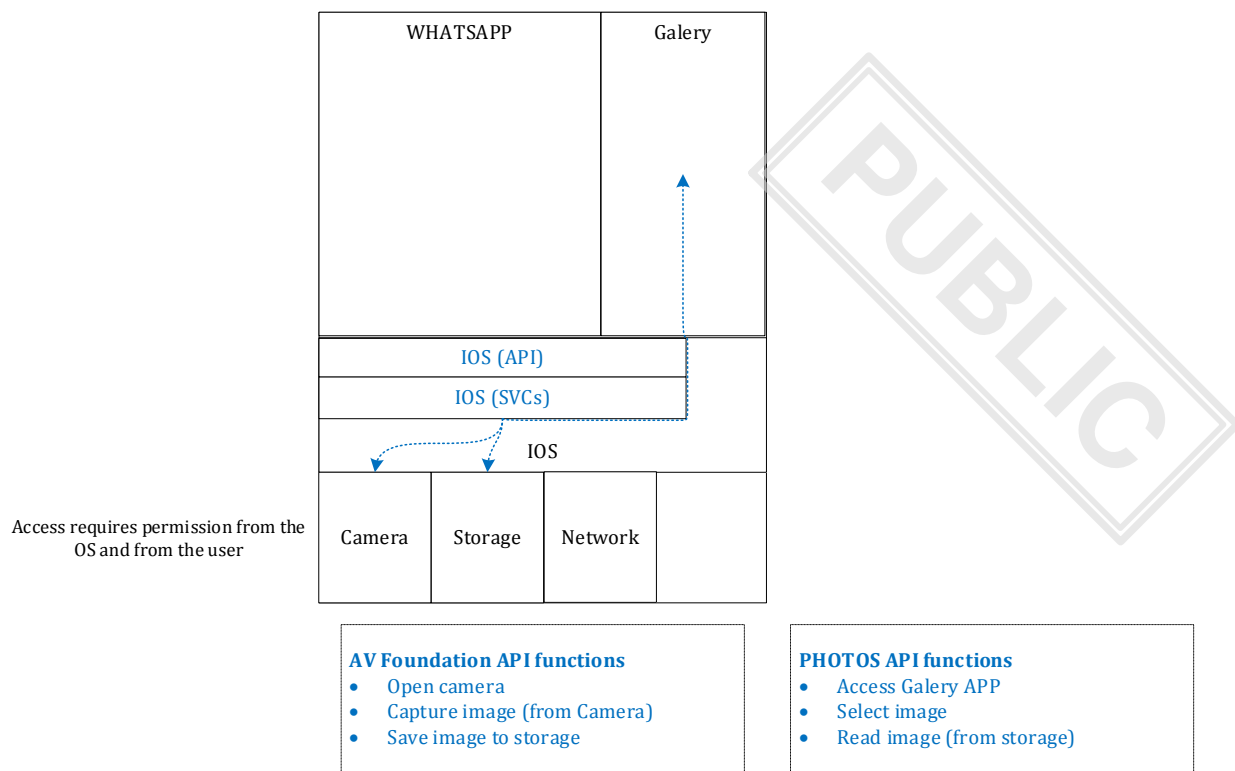 WHATSAPP
Galery
PUBLIC
IOS (API)
IOS (SVCs)
IOS
Access requires permission from the
OS and from the user
Camera
Storage
Network
AV Foundation API functions
• Open camera
• Capture image (from Camera)
• Save image to storage
PHOTOS API functions
• Access Galery APP
• Select image
• Read image (from storage)